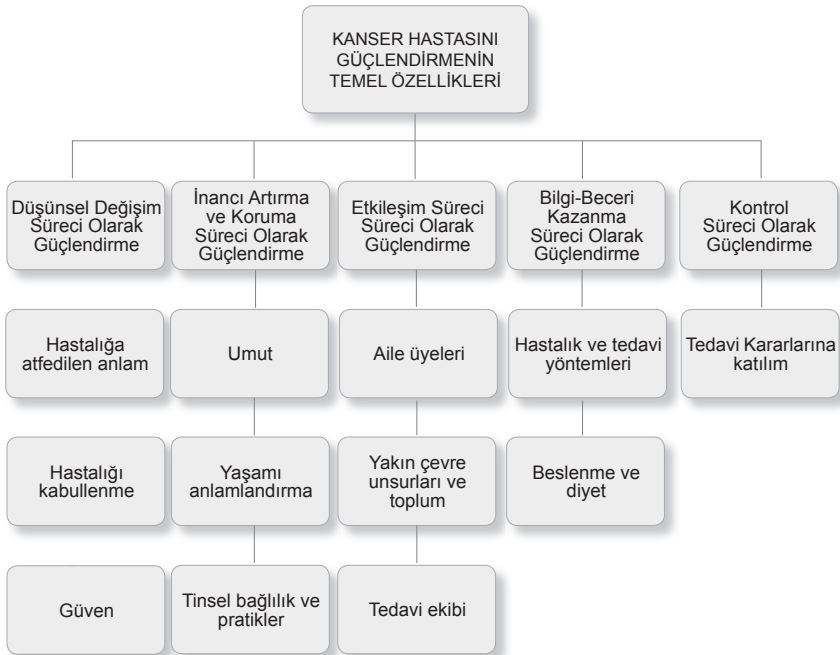 KANSER HASTASINI
GÜÇLENDİRMENİN
TEMEL ÖZELLİKLERİ
Düşünsel Değişim
Süreci Olarak
Güçlendirme
İnancı Artırma
ve Koruma
Süreci Olarak
Güçlendirme
Etkileşim Süreci
Süreci Olarak
Güçlendirme
Bilgi-Beceri
Kazanma
Süreci Olarak
Güçlendirme
Kontrol
Süreci Olarak
Güçlendirme
Hastalığa
atfedilen anlam
Umut
Aile üyeleri
Hastalık ve tedavi
yöntemleri
Tedavi Kararlarına
katılım
Hastalığı
kabullenme
Yaşamı
anlamlandırma
Yakın çevre
unsurları ve
toplum
Beslenme ve
diyet
Güven
Tinsel bağlılık ve
pratikler
Tedavi ekibi